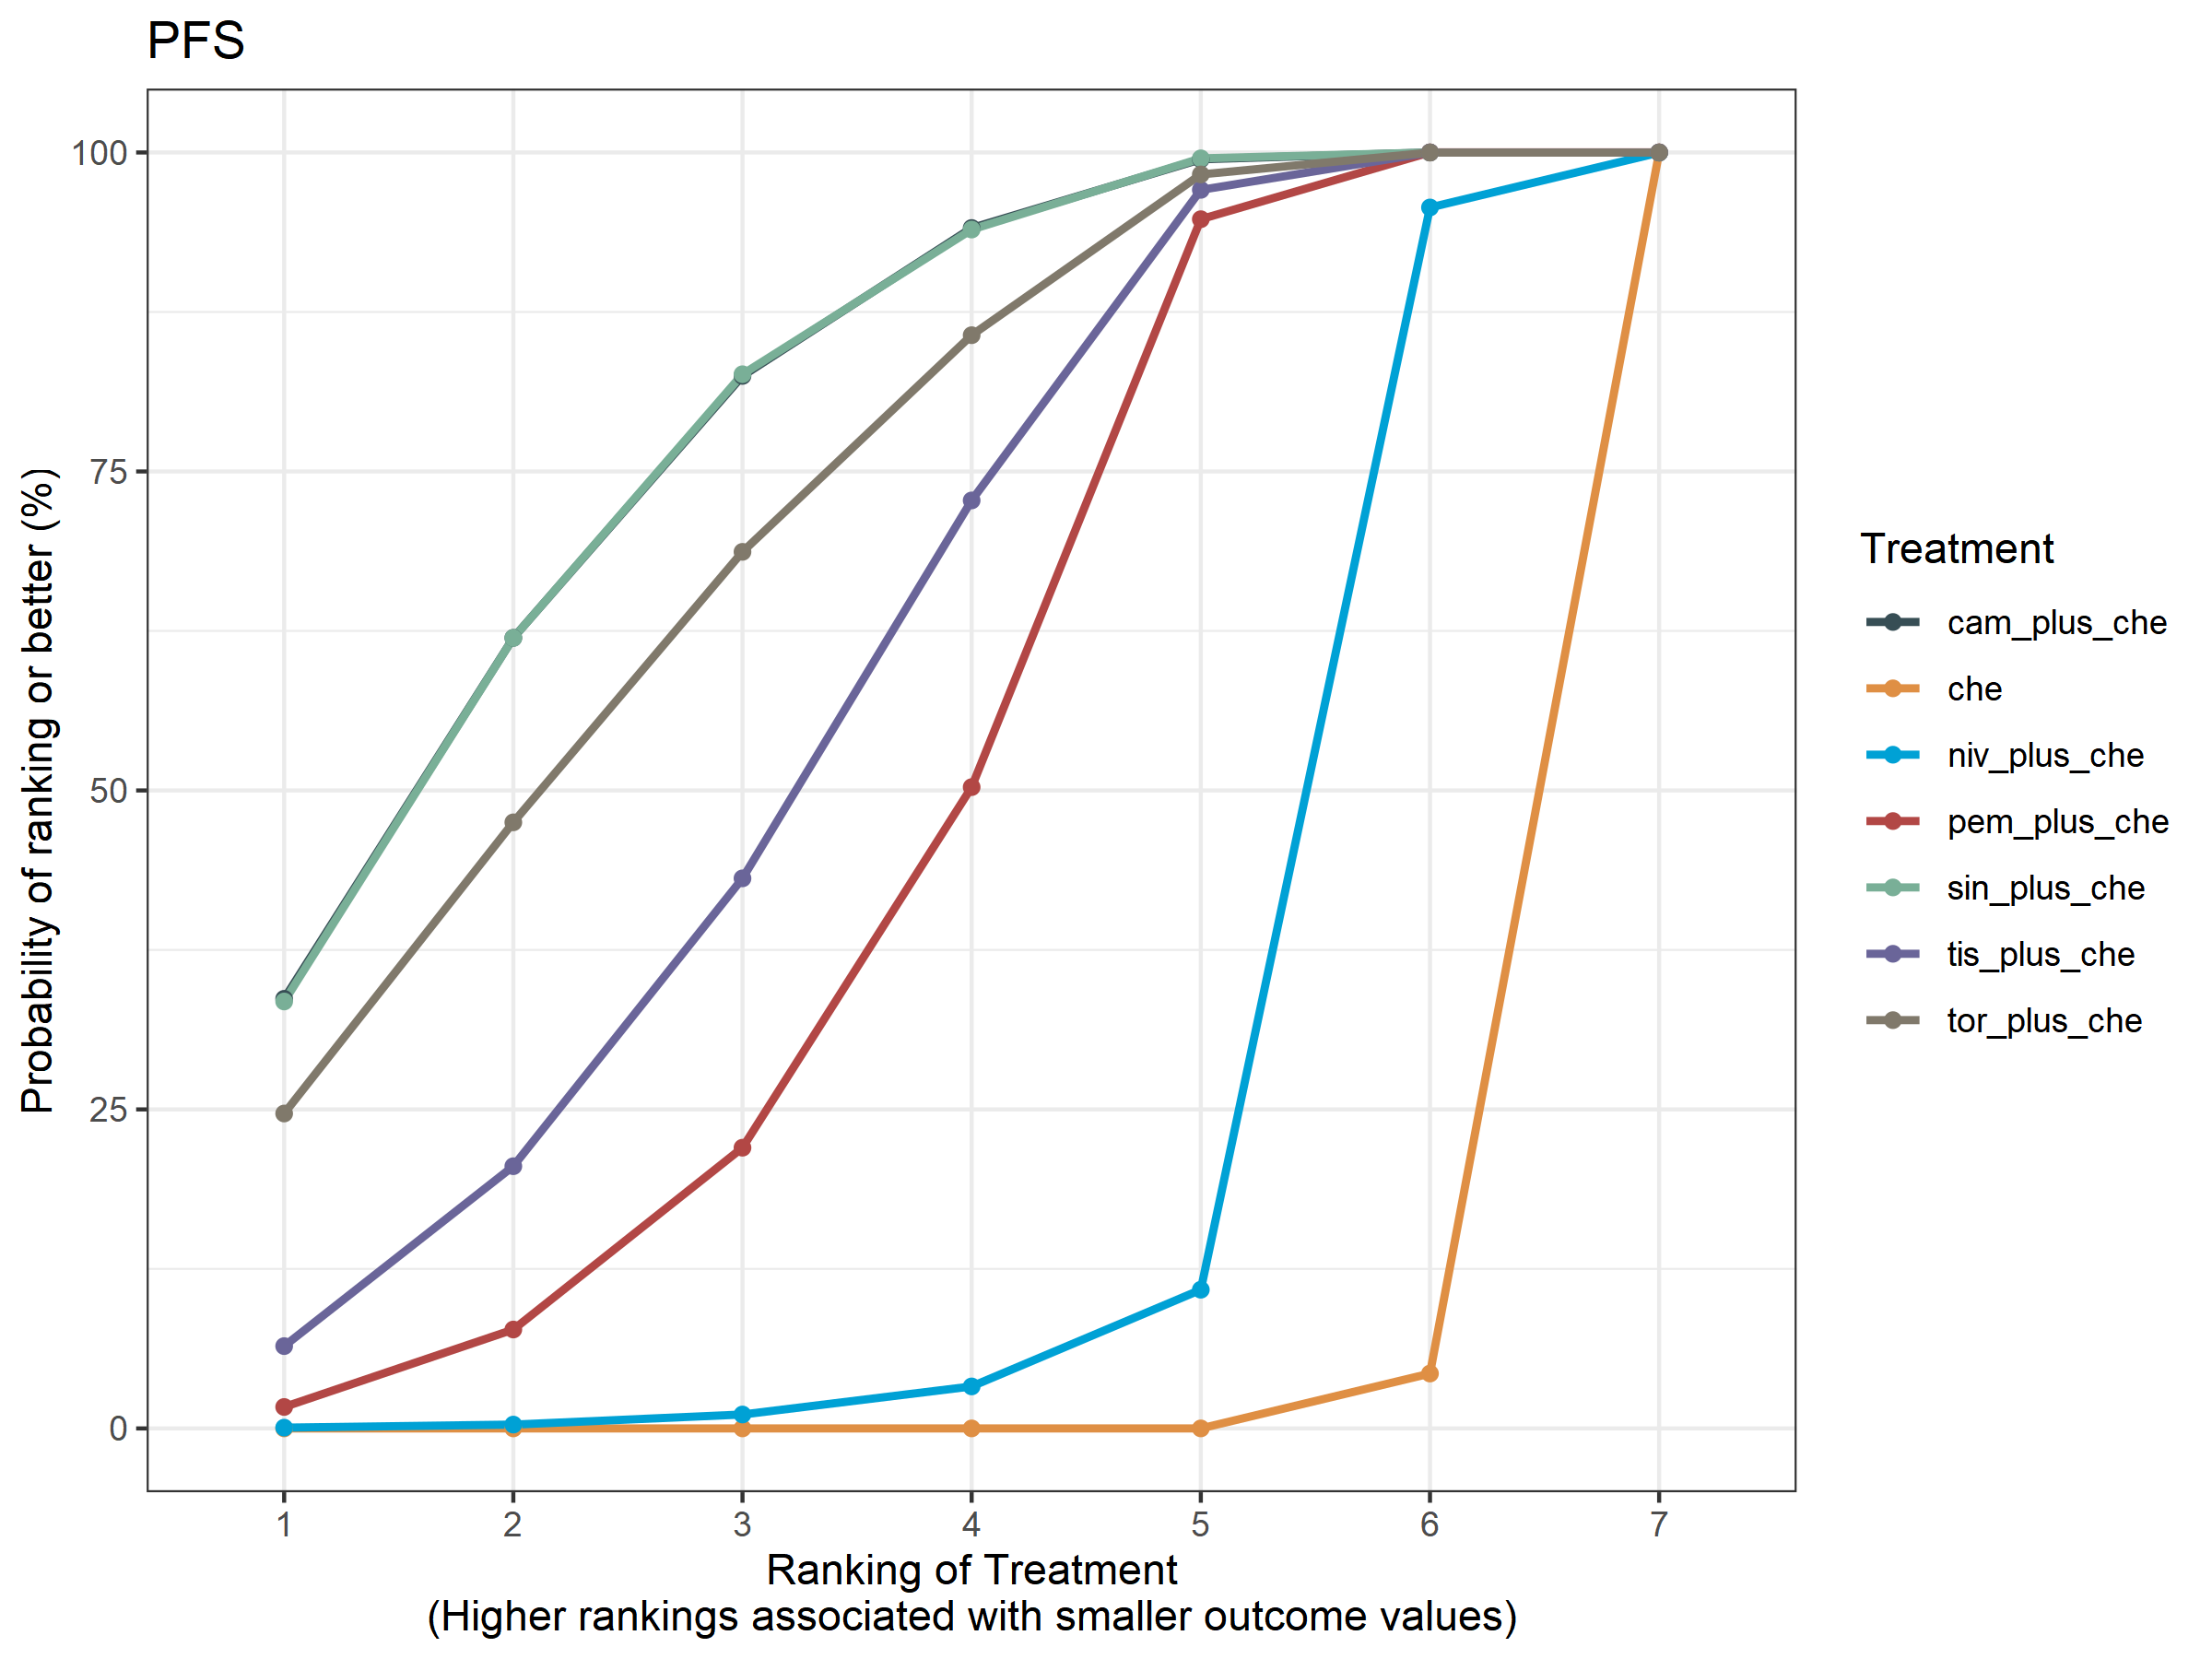 PFS
Probability of ranking or better (%)
100
75
50
25
0
1 2 3 4 5 6 7
Ranking of Treatment
(Higher rankings associated with smaller outcome values)
Treatment
cam_plus_che
che
niv_plus_che
pem_plus_che
sin_plus_che
tis_plus_che
tor_plus_che